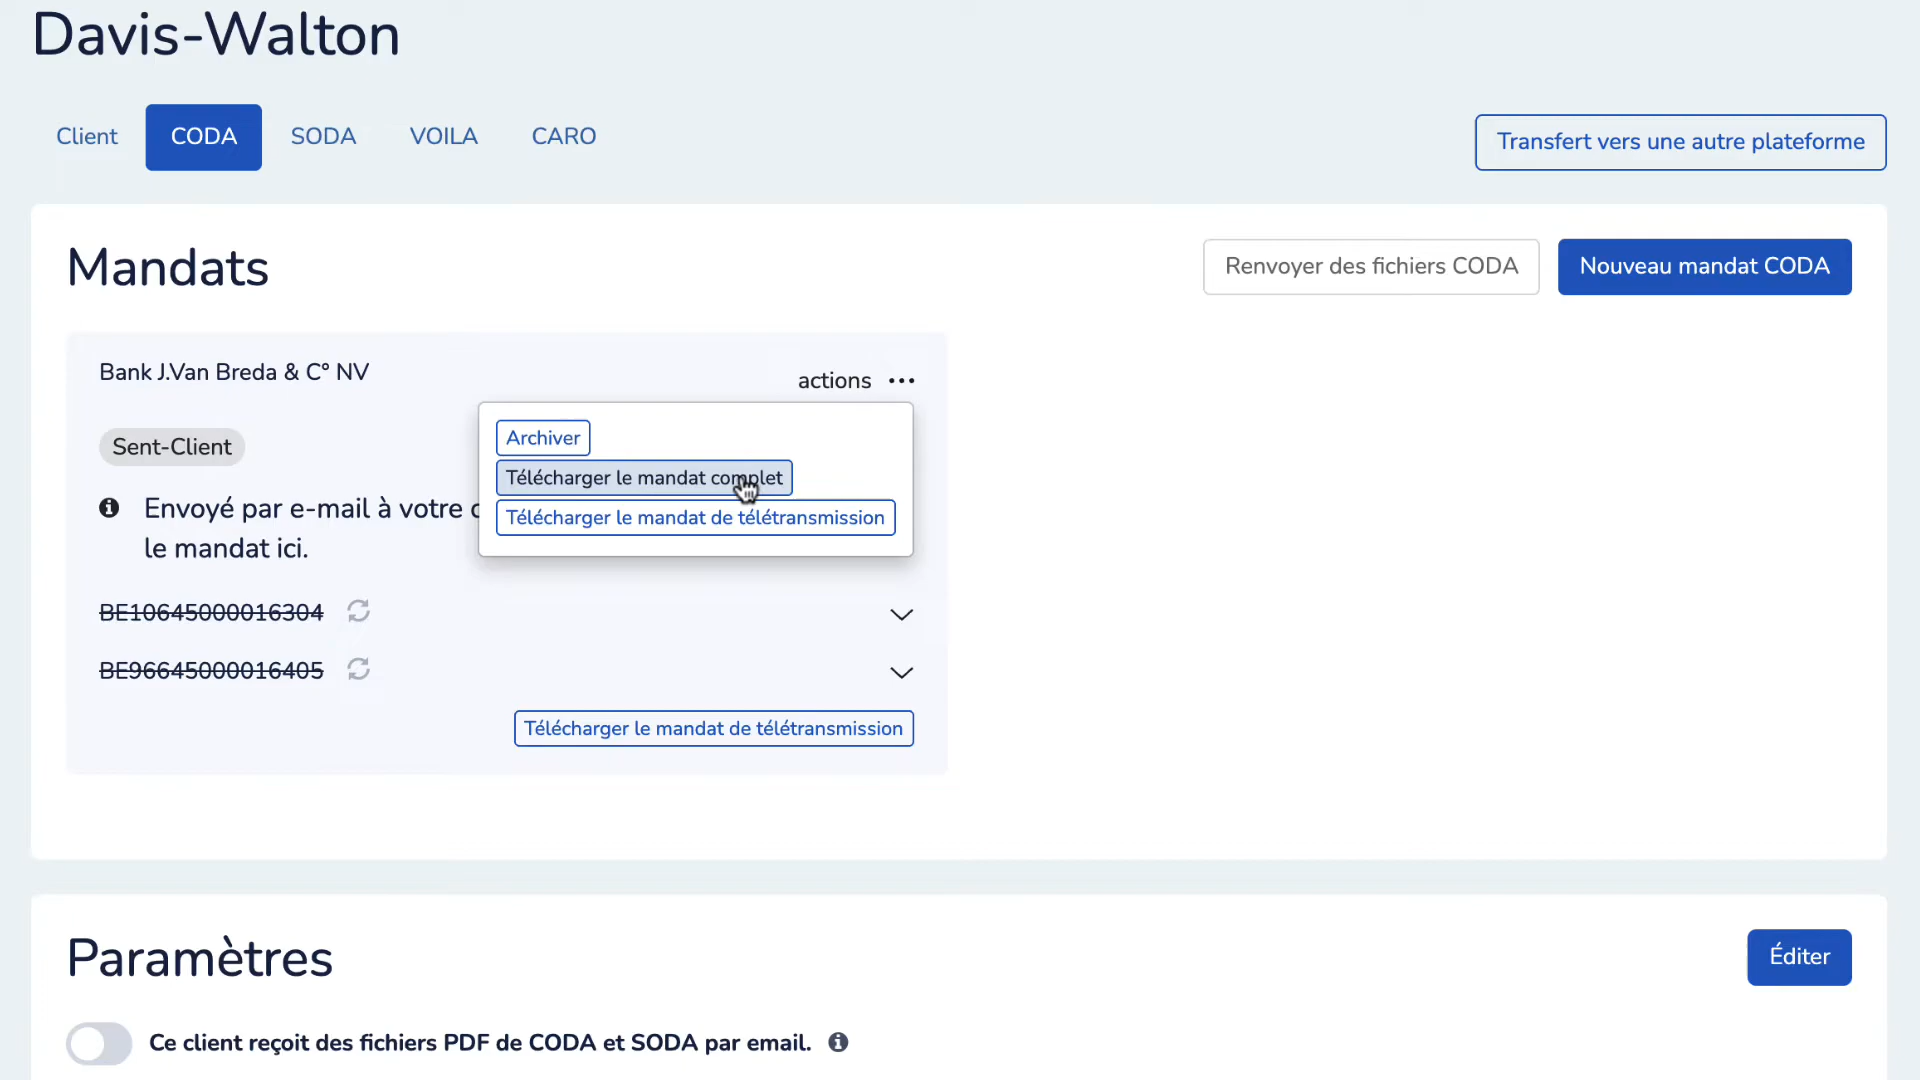 Davis-Walton
Client
CODA
SODA
VOILA
CARO
Transfert vers une autre plateforme
Mandats
Renvoyer des fichiers CODA
Nouveau mandat CODA
Bank J.Van Breda & C° NV
actions
Archiver
Sent-Client
Télécharger le mandat complet
Envoyé par e-mail à votre
Télécharger le mandat de télétransmission
le mandat ici.
BE10645000016304
BE96645000016405
Télécharger le mandat de télétransmission
Paramètres
Éditer
Ce client reçoit des fichiers PDF de CODA et SODA par email.